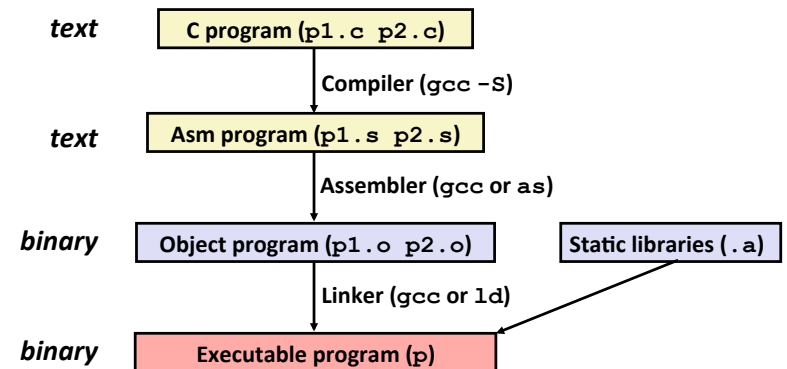 text C program (p1.c p2.c)
Compiler (gcc -S)
text Asm program (p1.s p2.s)
Assembler (gcc or as)
binary Object program (p1.o p2.o) Static libraries (.a)
Linker (gcc or ld)
binary Executable program (p)